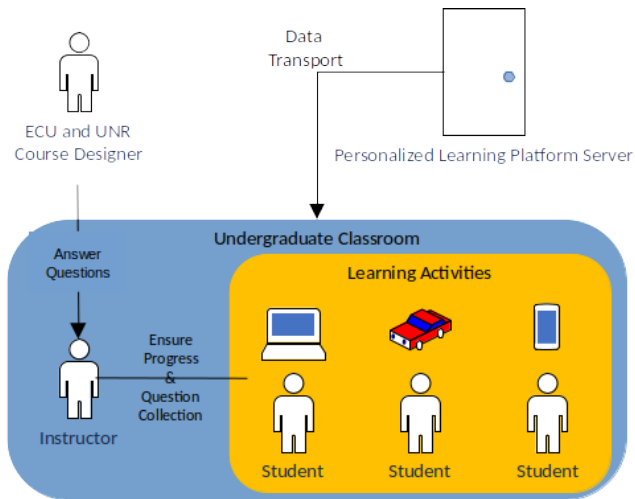 Data
Transport
ECU and UNR
Course Designer
Personalized Learning Platform Server
Undergraduate Classroom
Answer
Questions
Learning Activities
Ensure
Progress
&
Question
Collection
Instructor
Student
Student
Student